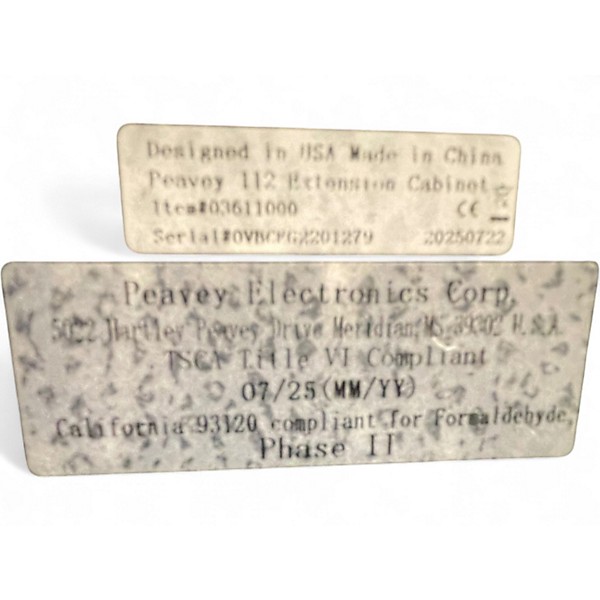 Designed in USA Made in China
Peavey 112 Extension Cabinet
Item#03611000 CE
Serial#0VBCFG2201279 20250722
Peavey Electronics Corp.
5022 Hartley Peavey Drive Meridian, MS 39302 U.S.A.
TSCA Title VI Compliant
07/25(MM/YY)
California 93120 compliant for Formaldehyde,
Phase II